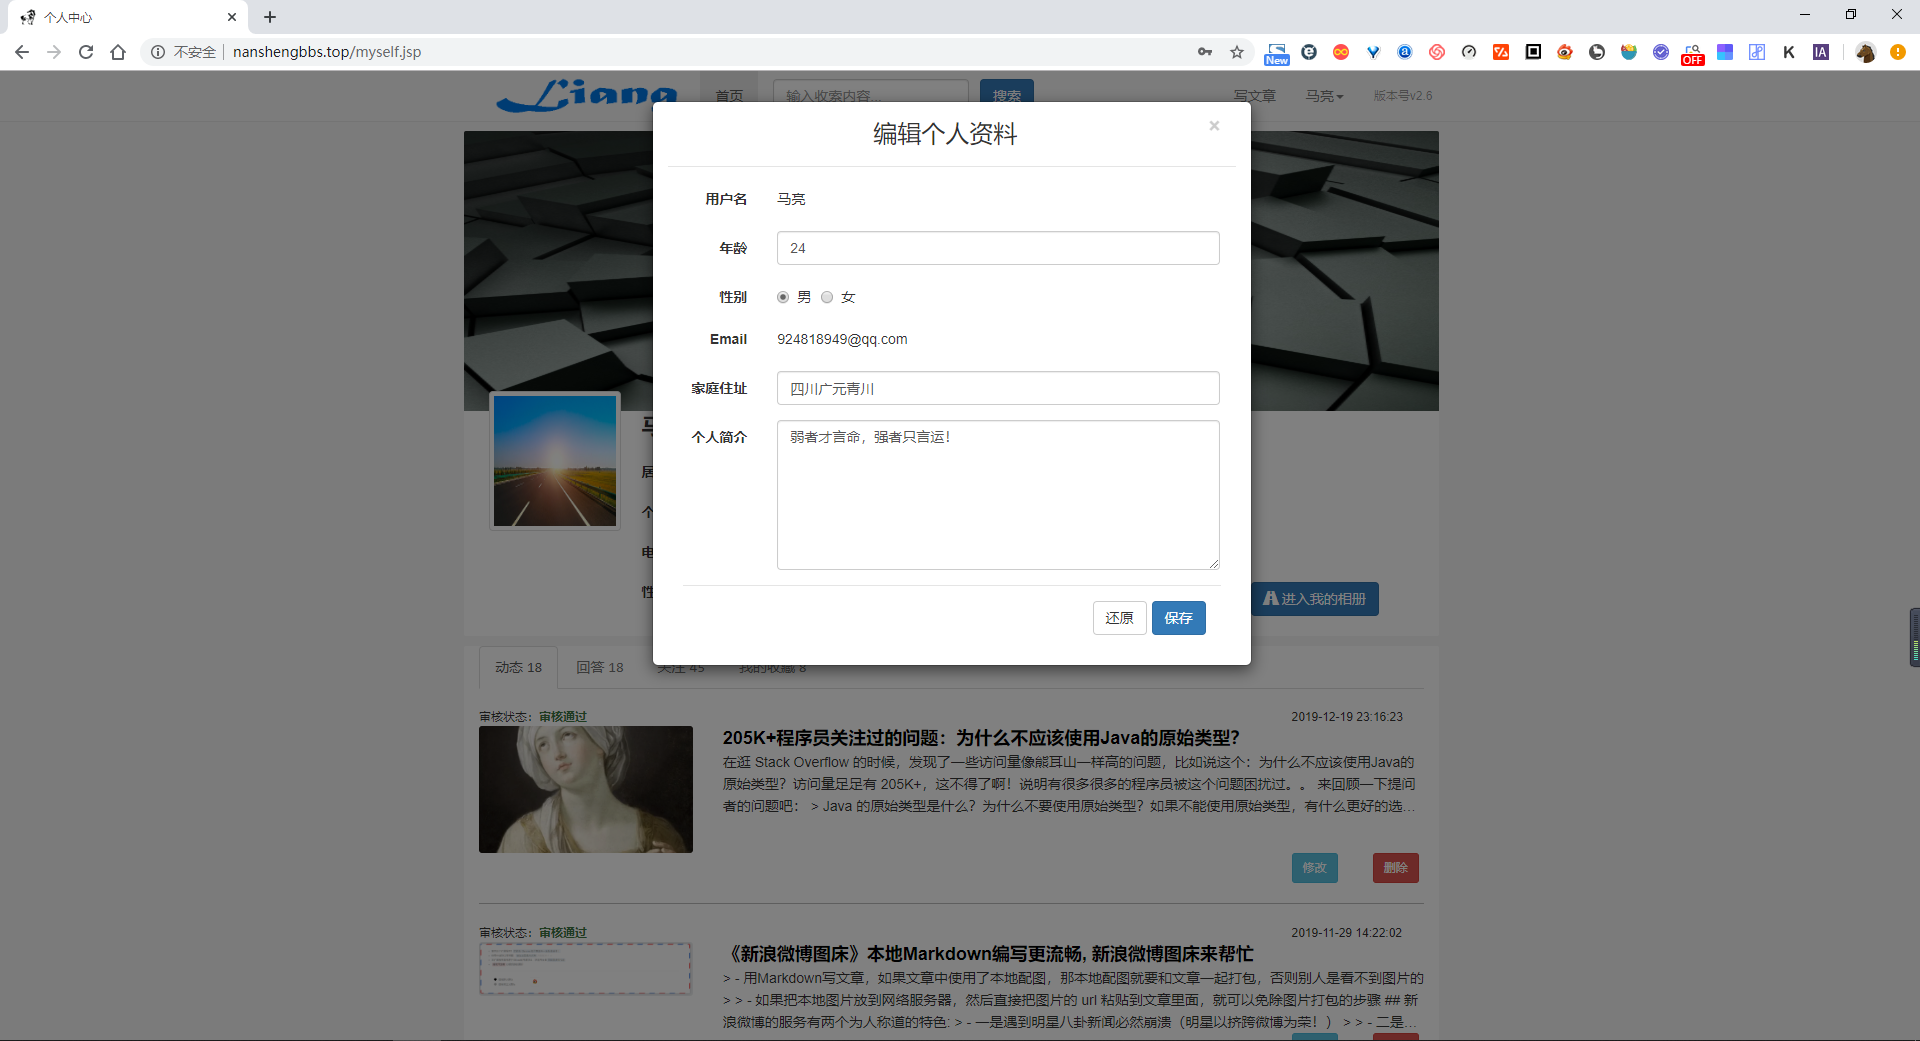 个人中心
不安全 | nanshengbbs.top/myself.jsp
New
OFF
IA
Liang
首页
输入收索内容...
搜索
写文章
马亮
版本号v2.6
编辑个人资料
×
用户名 马亮
年龄 24
性别 男 女
Email 924818949@qq.com
家庭住址 四川广元青川
个人简介 弱者才言命，强者只言运！
还原 保存
居
个
电
性
进入我的相册
动态 18 回答 18 关注 45 我的收藏 8
审核状态：审核通过 2019-12-19 23:16:23
205K+程序员关注过的问题：为什么不应该使用Java的原始类型？
在逛 Stack Overflow 的时候，发现了一些访问量像熊耳山一样高的问题，比如说这个：为什么不应该使用Java的
原始类型？访问量足足有 205K+，这不得了啊！说明有很多很多的程序员被这个问题困扰过。。 来回顾一下提问
者的问题吧： > Java 的原始类型是什么？为什么不要使用原始类型？如果不能使用原始类型，有什么更好的选...
修改 删除
审核状态：审核通过 2019-11-29 14:22:02
《新浪微博图床》本地Markdown编写更流畅, 新浪微博图床来帮忙
> - 用Markdown写文章，如果文章中使用了本地配图，那本地配图就要和文章一起打包，否则别人是看不到图片的
> > - 如果把本地图片放到网络服务器，然后直接把图片的 url 粘贴到文章里面，就可以免除图片打包的步骤 ## 新
浪微博的服务有两个为人称道的特色: > - 一是遇到明星八卦新闻必然崩溃（明星以挤跨微博为荣！） > > - 二是...